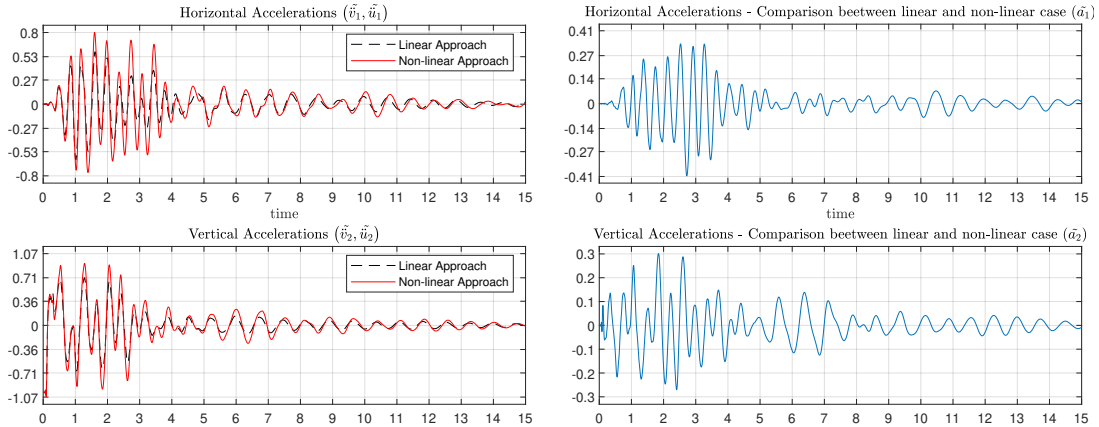 Horizontal Accelerations (ṽ̈₁, ũ̈₁)
0.8
0.53
0.27
0
-0.27
-0.53
-0.8
Linear Approach
Non-linear Approach
0 1 2 3 4 5 6 7 8 9 10 11 12 13 14 15
time
Horizontal Accelerations - Comparison beetween linear and non-linear case (ã₁)
0.41
0.27
0.14
0
-0.14
-0.27
-0.41
0 1 2 3 4 5 6 7 8 9 10 11 12 13 14 15
time
Vertical Accelerations (ṽ̈₂, ũ̈₂)
1.07
0.71
0.36
0
-0.36
-0.71
-1.07
Linear Approach
Non-linear Approach
0 1 2 3 4 5 6 7 8 9 10 11 12 13 14 15
Vertical Accelerations - Comparison beetween linear and non-linear case (ã₂)
0.3
0.2
0.1
0
-0.1
-0.2
-0.3
0 1 2 3 4 5 6 7 8 9 10 11 12 13 14 15